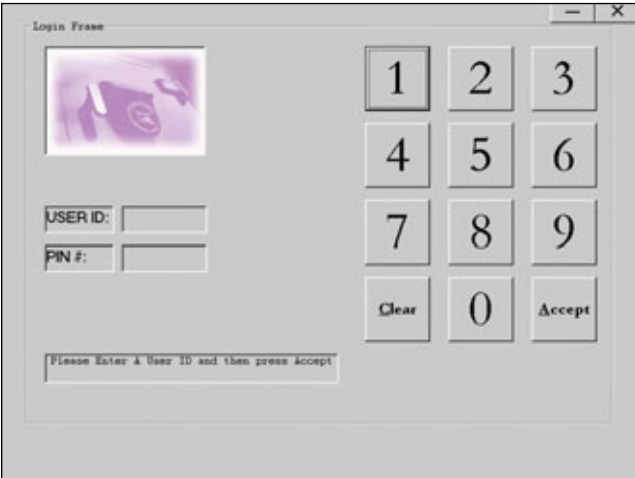 Login Frame
1 2 3
4 5 6
USER ID:
7 8 9
PIN #:
Clear 0 Accept
Please Enter A User ID and then press Accept